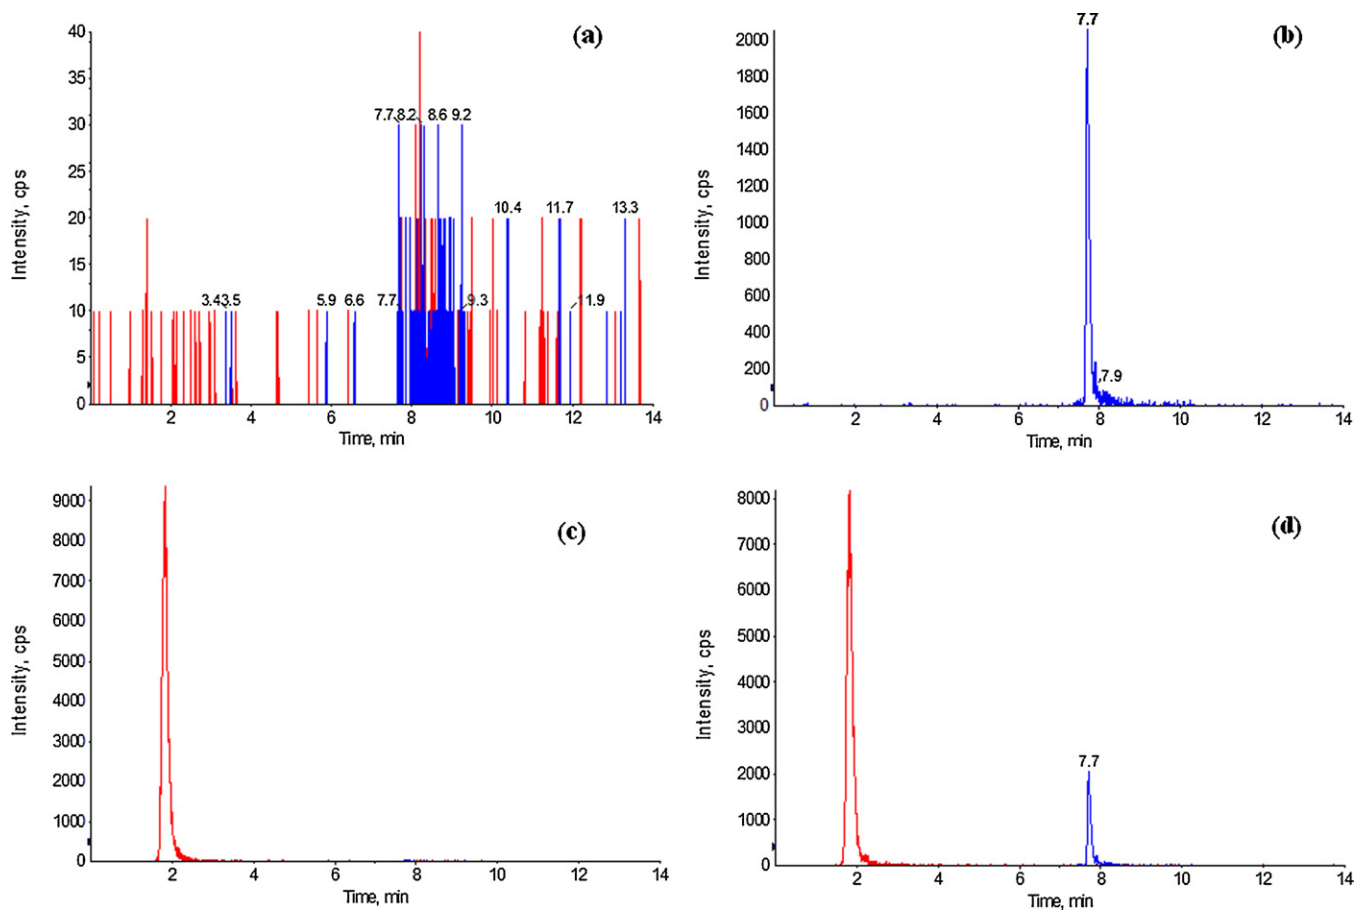 (a)
40
35
30
25
20
15
10
5
0
7.7 8.2 8.6 9.2
10.4 11.7 13.3
3.43.5 5.9 6.6 7.7 9.3 11.9
2 4 6 8 10 12 14
Time, min
Intensity, cps
(b)
7.7
2000
1800
1600
1400
1200
1000
800
600
400
200
0
7.9
2 4 6 8 10 12 14
Time, min
Intensity, cps
(c)
9000
8000
7000
6000
5000
4000
3000
2000
1000
0
2 4 6 8 10 12 14
Time, min
Intensity, cps
(d)
8000
7000
6000
5000
4000
3000
2000
1000
0
7.7
2 4 6 8 10 12 14
Time, min
Intensity, cps